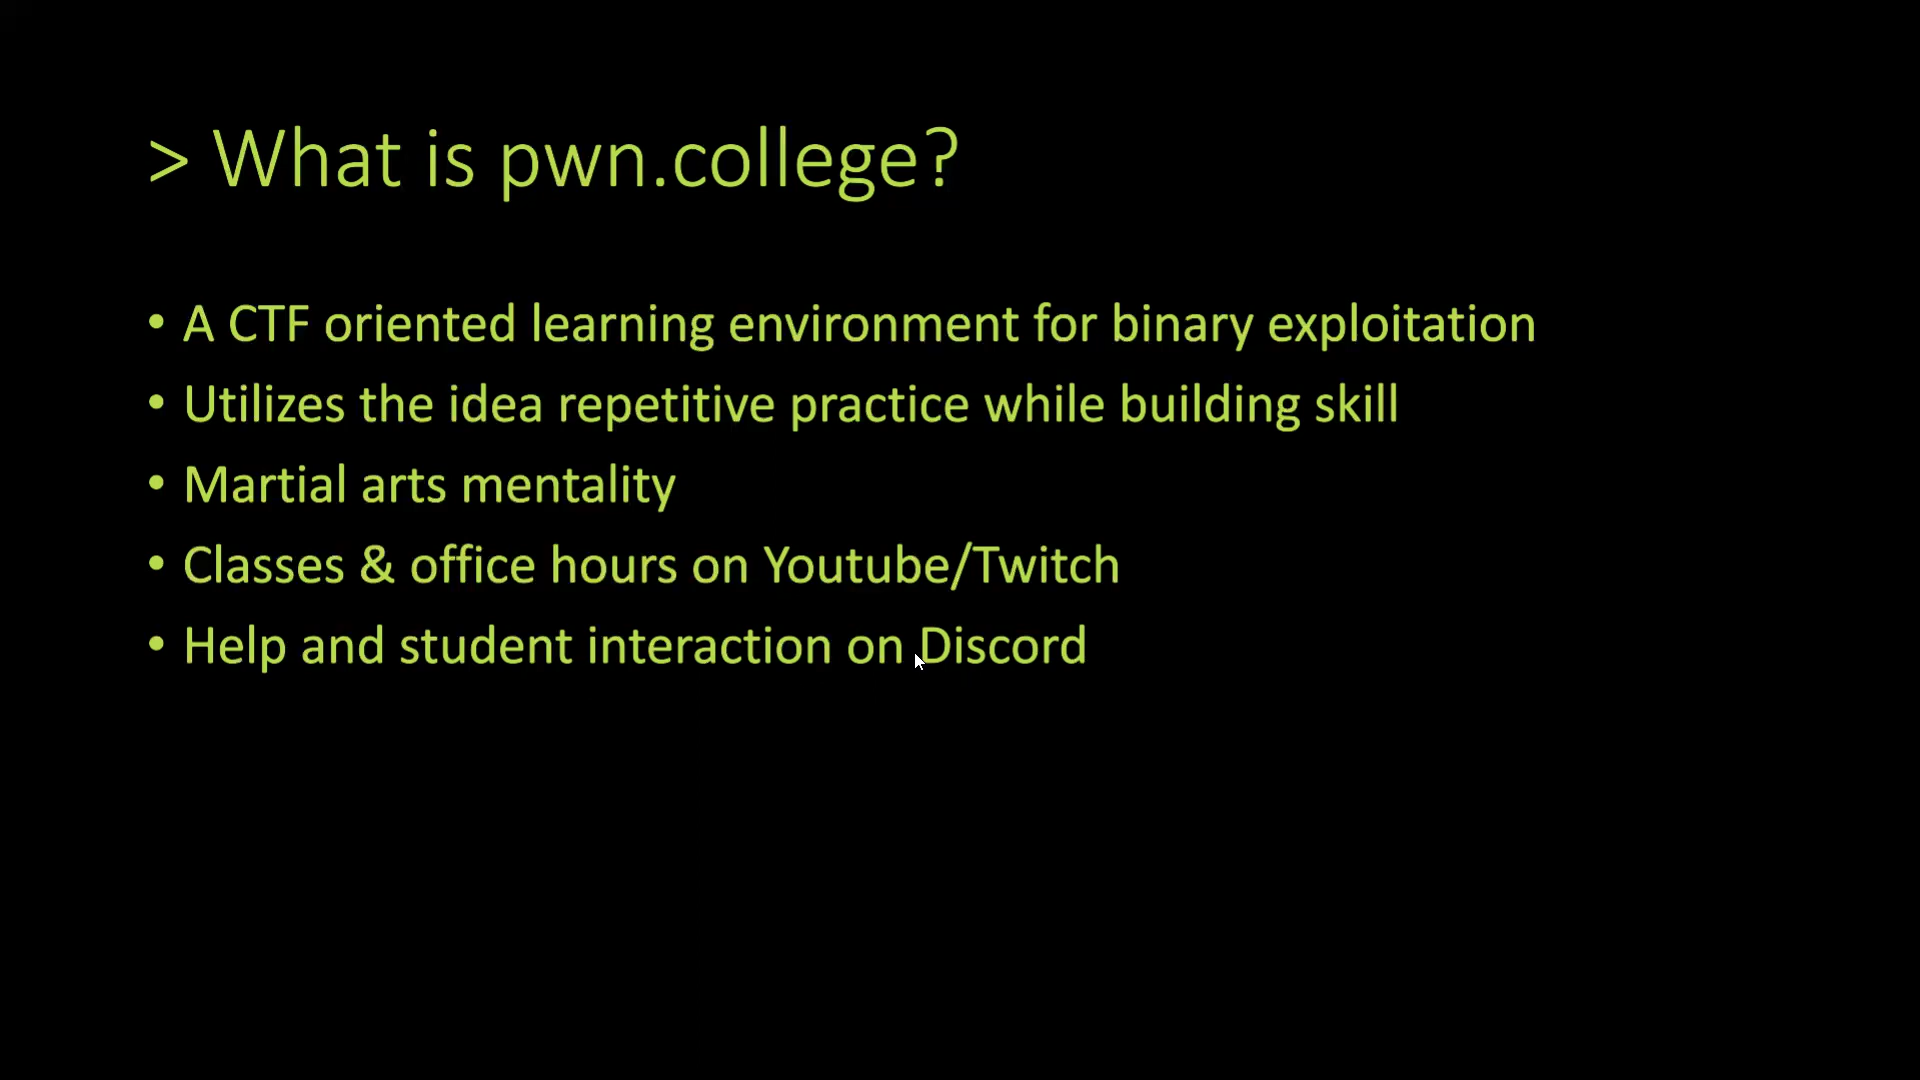 > What is pwn.college?
• A CTF oriented learning environment for binary exploitation
• Utilizes the idea repetitive practice while building skill
• Martial arts mentality
• Classes & office hours on Youtube/Twitch
• Help and student interaction on Discord